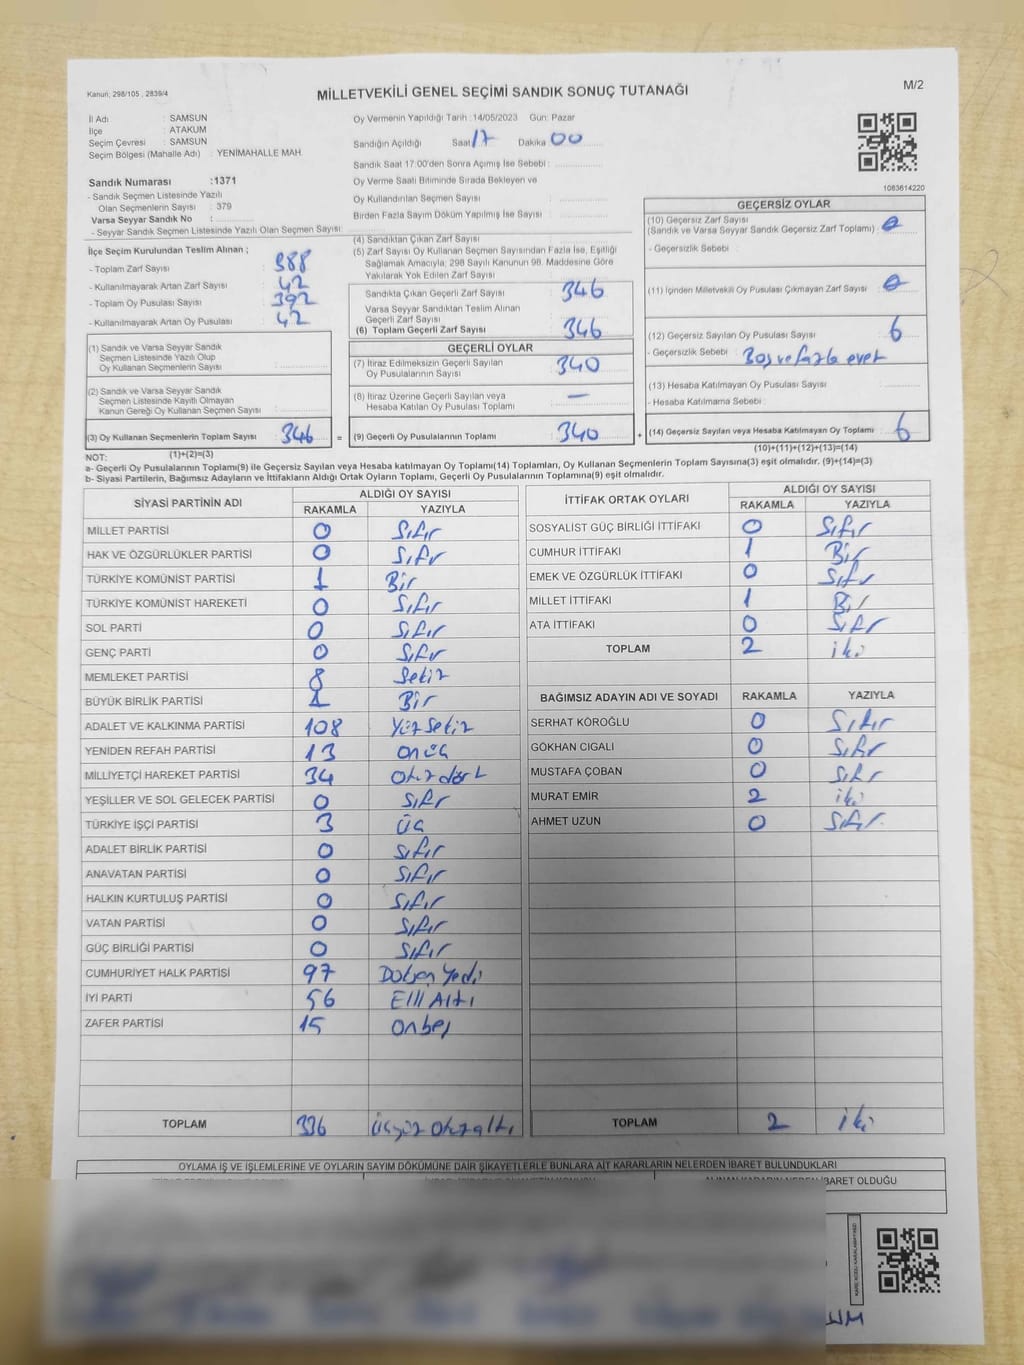 Kanun; 298/105 , 2839/4
MİLLETVEKİLİ GENEL SEÇİMİ SANDIK SONUÇ TUTANAĞI
M/2
İl Adı : SAMSUN
İlçe : ATAKUM
Seçim Çevresi : SAMSUN
Seçim Bölgesi (Mahalle Adı) : YENİMAHALLE MAH.
Oy Vermenin Yapıldığı Tarih :14/05/2023 Gün: Pazar
Sandığın Açıldığı Saat 17 Dakika 00
Sandık Saat 17:00'den Sonra Açımış İse Sebebi :
Oy Verme Saati Bitiminde Sırada Bekleyen ve
Oy Kullandırılan Seçmen Sayısı :
Birden Fazla Sayım Döküm Yapılmış İse Sayısı :
1083614220
Sandık Numarası :1371
- Sandık Seçmen Listesinde Yazılı
Olan Seçmenlerin Sayısı : 379
Varsa Seyyar Sandık No :
- Seyyar Sandık Seçmen Listesinde Yazılı Olan Seçmen Sayısı :
İlçe Seçim Kurulundan Teslim Alınan ;
- Toplam Zarf Sayısı : 388
- Kullanılmayarak Artan Zarf Sayısı : 42
- Toplam Oy Pusulası Sayısı : 392
- Kullanılmayarak Artan Oy Pusulası : 42
(1) Sandık ve Varsa Seyyar Sandık
Seçmen Listesinde Yazılı Olup
Oy Kullanan Seçmenlerin Sayısı :
(2) Sandık ve Varsa Seyyar Sandık
Seçmen Listesinde Kayıtlı Olmayan
Kanun Gereği Oy Kullanan Seçmen Sayısı :
(3) Oy Kullanan Seçmenlerin Toplam Sayısı : 346 =
(4) Sandıktan Çıkan Zarf Sayısı :
(5) Zarf Sayısı Oy Kullanan Seçmen Sayısından Fazla İse, Eşitliği
Sağlamak Amacıyla; 298 Sayılı Kanunun 98. Maddesine Göre
Yakılarak Yok Edilen Zarf Sayısı :
Sandıkta Çıkan Geçerli Zarf Sayısı : 346
Varsa Seyyar Sandıktan Teslim Alınan
Geçerli Zarf Sayısı :
(6) Toplam Geçerli Zarf Sayısı : 346
GEÇERLİ OYLAR
(7) İtiraz Edilmeksizin Geçerli Sayılan
Oy Pusulalarının Sayısı : 340
(8) İtiraz Üzerine Geçerli Sayılan veya
Hesaba Katılan Oy Pusulası Toplamı : —
(9) Geçerli Oy Pusulalarının Toplamı : 340 +
GEÇERSİZ OYLAR
(10) Geçersiz Zarf Sayısı
(Sandık ve Varsa Seyyar Sandık Geçersiz Zarf Toplamı) : 0
- Geçersizlik Sebebi :
(11) İçinden Milletvekili Oy Pusulası Çıkmayan Zarf Sayısı : 0
(12) Geçersiz Sayılan Oy Pusulası Sayısı : 6
- Geçersizlik Sebebi : Boş ve fazla evet
(13) Hesaba Katılmayan Oy Pusulası Sayısı :
- Hesaba Katılmama Sebebi :
(14) Geçersiz Sayılan veya Hesaba Katılmayan Oy Toplamı : 6
NOT: (1)+(2)=(3)
(10)+(11)+(12)+(13)=(14)
a- Geçerli Oy Pusulalarının Toplamı(9) ile Geçersiz Sayılan veya Hesaba katılmayan Oy Toplamı(14) Toplamları, Oy Kullanan Seçmenlerin Toplam Sayısına(3) eşit olmalıdır. (9)+(14)=(3)
b- Siyasi Partilerin, Bağımsız Adayların ve İttifakların Aldığı Ortak Oyların Toplamı, Geçerli Oy Pusulalarının Toplamına(9) eşit olmalıdır.
SİYASİ PARTİNİN ADI ALDIĞI OY SAYISI
RAKAMLA YAZIYLA
MİLLET PARTİSİ 0 Sıfır
HAK VE ÖZGÜRLÜKLER PARTİSİ 0 Sıfır
TÜRKİYE KOMÜNİST PARTİSİ 1 Bir
TÜRKİYE KOMÜNİST HAREKETİ 0 Sıfır
SOL PARTİ 0 Sıfır
GENÇ PARTİ 0 Sıfır
MEMLEKET PARTİSİ 8 Sekiz
BÜYÜK BİRLİK PARTİSİ 1 Bir
ADALET VE KALKINMA PARTİSİ 108 Yüz Sekiz
YENİDEN REFAH PARTİSİ 13 onüç
MİLLİYETÇİ HAREKET PARTİSİ 34 Otuz dört
YEŞİLLER VE SOL GELECEK PARTİSİ 0 Sıfır
TÜRKİYE İŞÇİ PARTİSİ 3 Üç
ADALET BİRLİK PARTİSİ 0 Sıfır
ANAVATAN PARTİSİ 0 Sıfır
HALKIN KURTULUŞ PARTİSİ 0 Sıfır
VATAN PARTİSİ 0 Sıfır
GÜÇ BİRLİĞİ PARTİSİ 0 Sıfır
CUMHURİYET HALK PARTİSİ 97 Doksan Yedi
İYİ PARTİ 56 Elli Altı
ZAFER PARTİSİ 15 onbeş
TOPLAM 336 Üçyüz Otuz altı
İTTİFAK ORTAK OYLARI ALDIĞI OY SAYISI
RAKAMLA YAZIYLA
SOSYALİST GÜÇ BİRLİĞİ İTTİFAKI 0 Sıfır
CUMHUR İTTİFAKI 1 Bir
EMEK VE ÖZGÜRLÜK İTTİFAKI 0 Sıfır
MİLLET İTTİFAKI 1 Bir
ATA İTTİFAKI 0 Sıfır
TOPLAM 2 iki
BAĞIMSIZ ADAYIN ADI VE SOYADI RAKAMLA YAZIYLA
SERHAT KÖROĞLU 0 Sıfır
GÖKHAN CIGALI 0 Sıfır
MUSTAFA ÇOBAN 0 Sıfır
MURAT EMİR 2 iki
AHMET UZUN 0 Sıfır
TOPLAM 2 iki
OYLAMA İŞ VE İŞLEMLERİNE VE OYLARIN SAYIM DÖKÜMÜNE DAİR ŞİKAYETLERLE BUNLARA AİT KARARLARIN NELERDEN İBARET BULUNDUKLARI
İBARET OLDUĞU